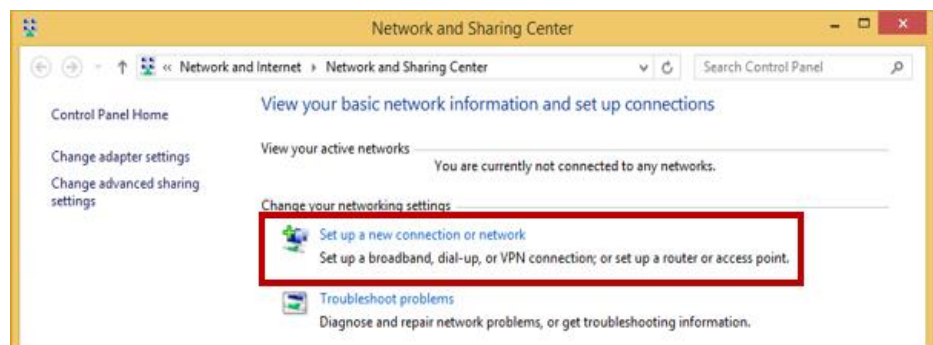 Network and Sharing Center
« Network and Internet › Network and Sharing Center
Search Control Panel
Control Panel Home
Change adapter settings
Change advanced sharing
settings
View your basic network information and set up connections
View your active networks
You are currently not connected to any networks.
Change your networking settings
Set up a new connection or network
Set up a broadband, dial-up, or VPN connection; or set up a router or access point.
Troubleshoot problems
Diagnose and repair network problems, or get troubleshooting information.